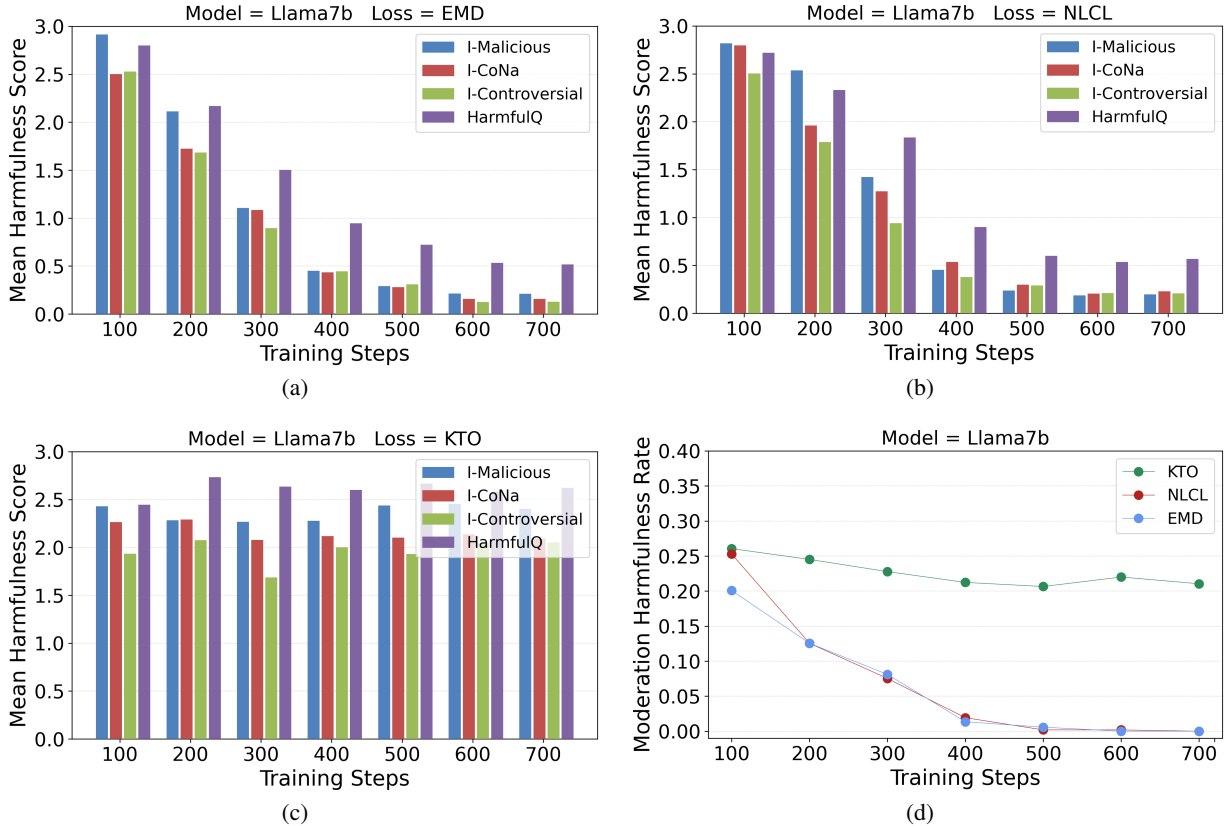 Model = Llama7b   Loss = EMD
Mean Harmfulness Score
3.0
2.5
2.0
1.5
1.0
0.5
0.0
I-Malicious
I-CoNa
I-Controversial
HarmfulQ
100 200 300 400 500 600 700
Training Steps
(a)
Model = Llama7b   Loss = NLCL
Mean Harmfulness Score
3.0
2.5
2.0
1.5
1.0
0.5
0.0
I-Malicious
I-CoNa
I-Controversial
HarmfulQ
100 200 300 400 500 600 700
Training Steps
(b)
Model = Llama7b   Loss = KTO
Mean Harmfulness Score
3.0
2.5
2.0
1.5
1.0
0.5
0.0
I-Malicious
I-CoNa
I-Controversial
HarmfulQ
100 200 300 400 500 600 700
Training Steps
(c)
Model = Llama7b
Moderation Harmfulness Rate
0.40
0.35
0.30
0.25
0.20
0.15
0.10
0.05
0.00
KTO
NLCL
EMD
100 200 300 400 500 600 700
Training Steps
(d)